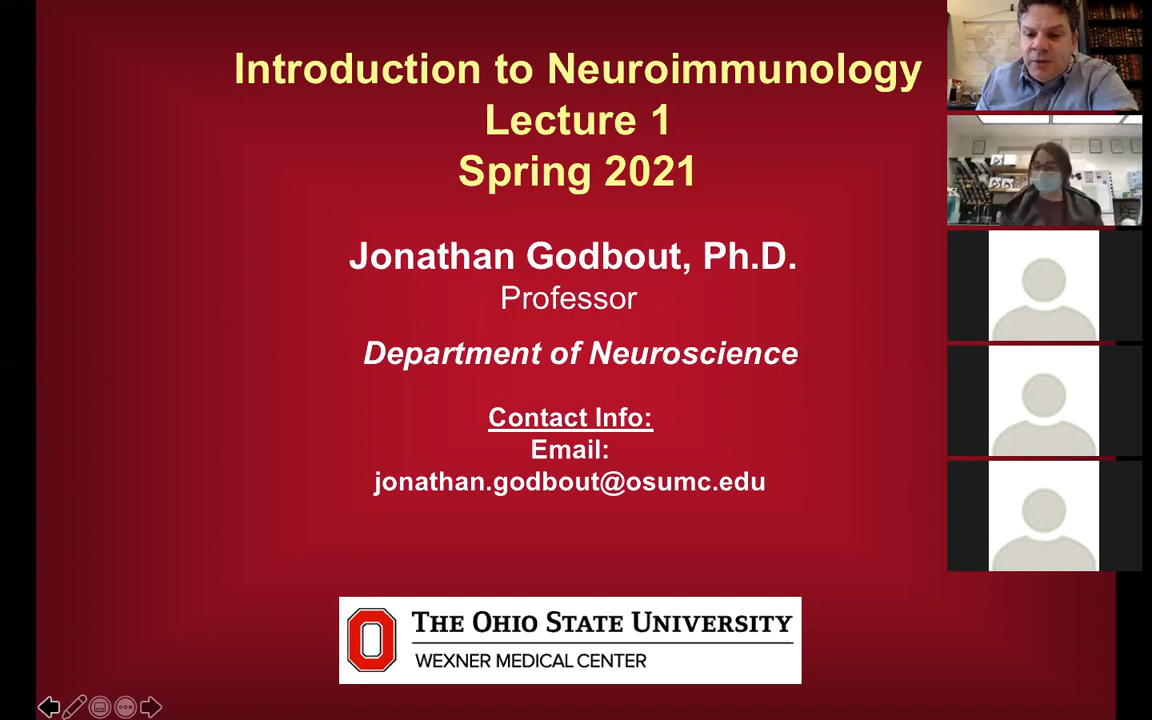 Introduction to Neuroimmunology
Lecture 1
Spring 2021
Jonathan Godbout, Ph.D.
Professor
Department of Neuroscience
Contact Info:
Email:
jonathan.godbout@osumc.edu
THE OHIO STATE UNIVERSITY
WEXNER MEDICAL CENTER